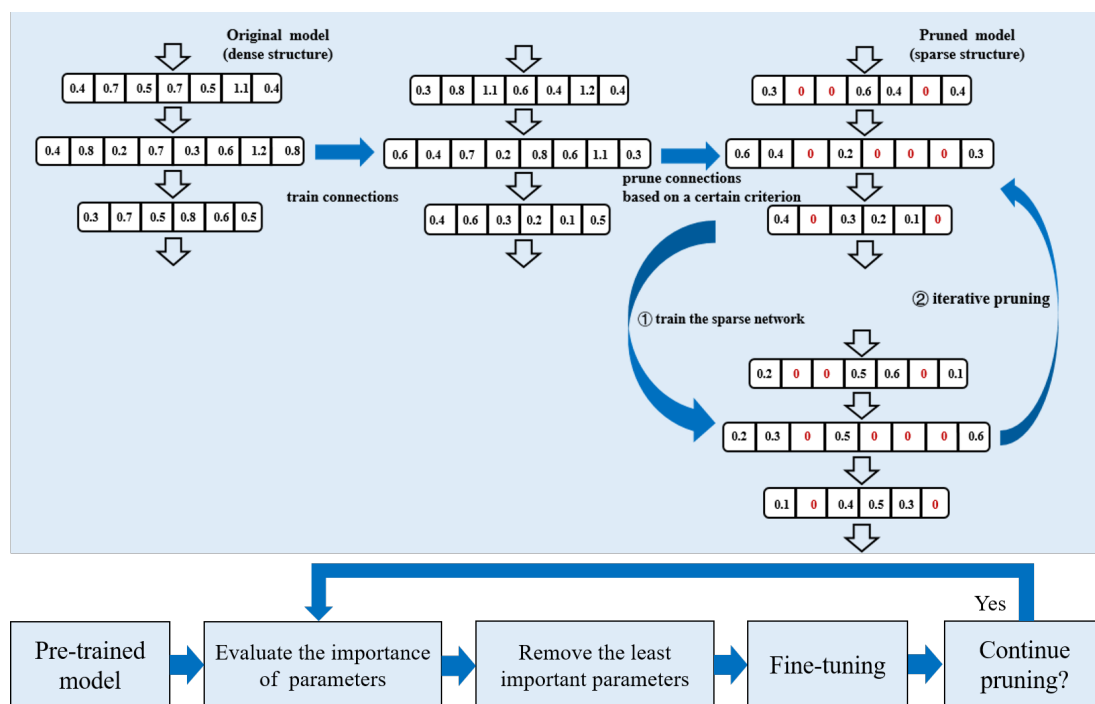 Original model
(dense structure)
0.4 0.7 0.5 0.7 0.5 1.1 0.4
0.4 0.8 0.2 0.7 0.3 0.6 1.2 0.8
0.3 0.7 0.5 0.8 0.6 0.5
train connections
0.3 0.8 1.1 0.6 0.4 1.2 0.4
0.6 0.4 0.7 0.2 0.8 0.6 1.1 0.3
0.4 0.6 0.3 0.2 0.1 0.5
prune connections
based on a certain criterion
Pruned model
(sparse structure)
0.3 0 0 0.6 0.4 0 0.4
0.6 0.4 0 0.2 0 0 0 0.3
0.4 0 0.3 0.2 0.1 0
① train the sparse network
② iterative pruning
0.2 0 0 0.5 0.6 0 0.1
0.2 0.3 0 0.5 0 0 0 0.6
0.1 0 0.4 0.5 0.3 0
Yes
Pre-trained
model
Evaluate the importance
of parameters
Remove the least
important parameters
Fine-tuning
Continue
pruning?